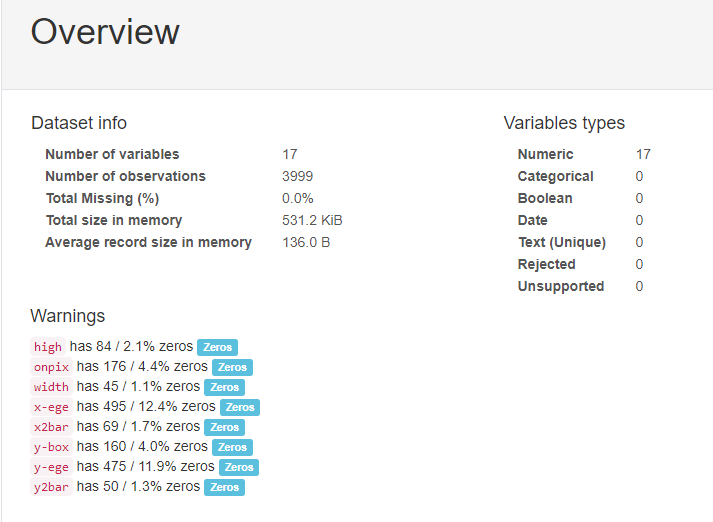 Overview
Dataset info
Number of variables 17
Number of observations 3999
Total Missing (%) 0.0%
Total size in memory 531.2 KiB
Average record size in memory 136.0 B
Variables types
Numeric 17
Categorical 0
Boolean 0
Date 0
Text (Unique) 0
Rejected 0
Unsupported 0
Warnings
high has 84 / 2.1% zeros Zeros
onpix has 176 / 4.4% zeros Zeros
width has 45 / 1.1% zeros Zeros
x-ege has 495 / 12.4% zeros Zeros
x2bar has 69 / 1.7% zeros Zeros
y-box has 160 / 4.0% zeros Zeros
y-ege has 475 / 11.9% zeros Zeros
y2bar has 50 / 1.3% zeros Zeros